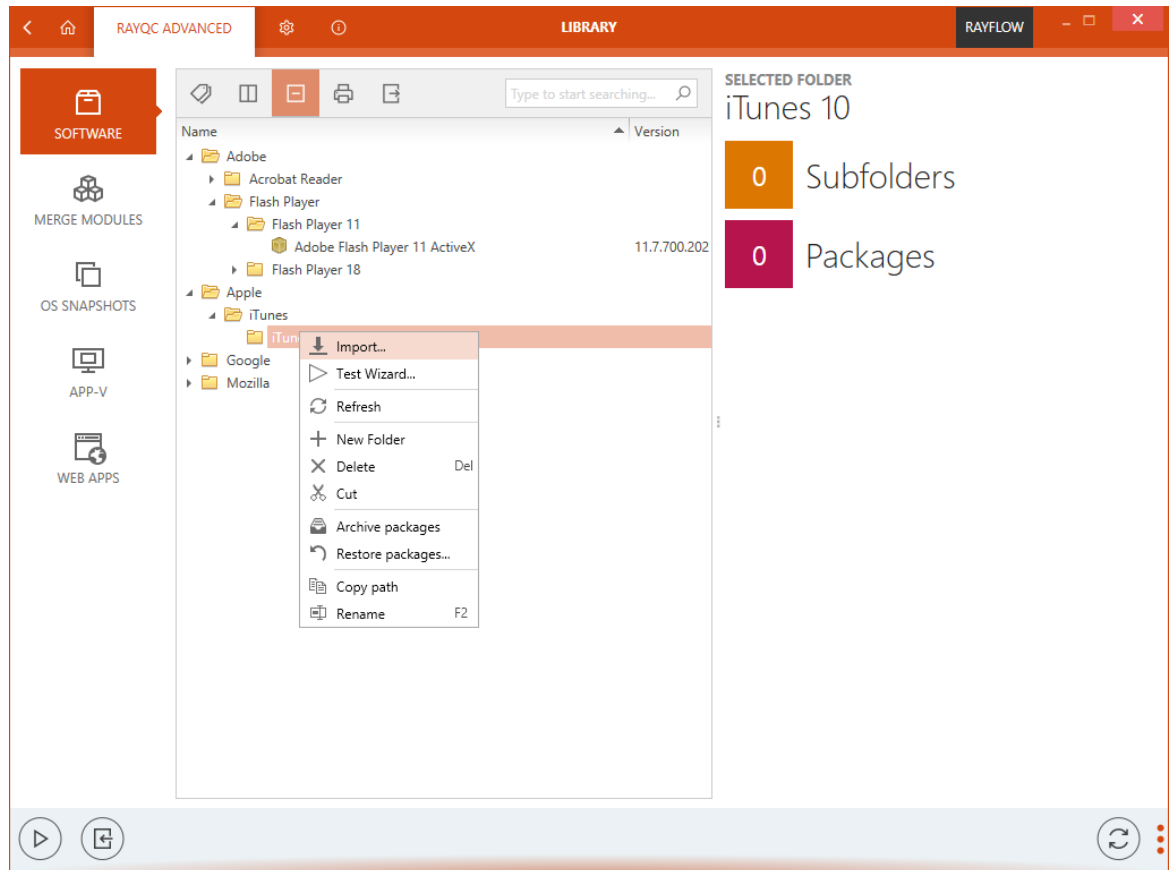 RAYQC ADVANCED
LIBRARY
RAYFLOW
SOFTWARE
MERGE MODULES
OS SNAPSHOTS
APP-V
WEB APPS
Type to start searching...
Name
Version
Adobe
Acrobat Reader
Flash Player
Flash Player 11
Adobe Flash Player 11 ActiveX 11.7.700.202
Flash Player 18
Apple
iTunes
iTun
Google
Mozilla
Import...
Test Wizard...
Refresh
New Folder
Delete Del
Cut
Archive packages
Restore packages...
Copy path
Rename F2
SELECTED FOLDER
iTunes 10
0 Subfolders
0 Packages